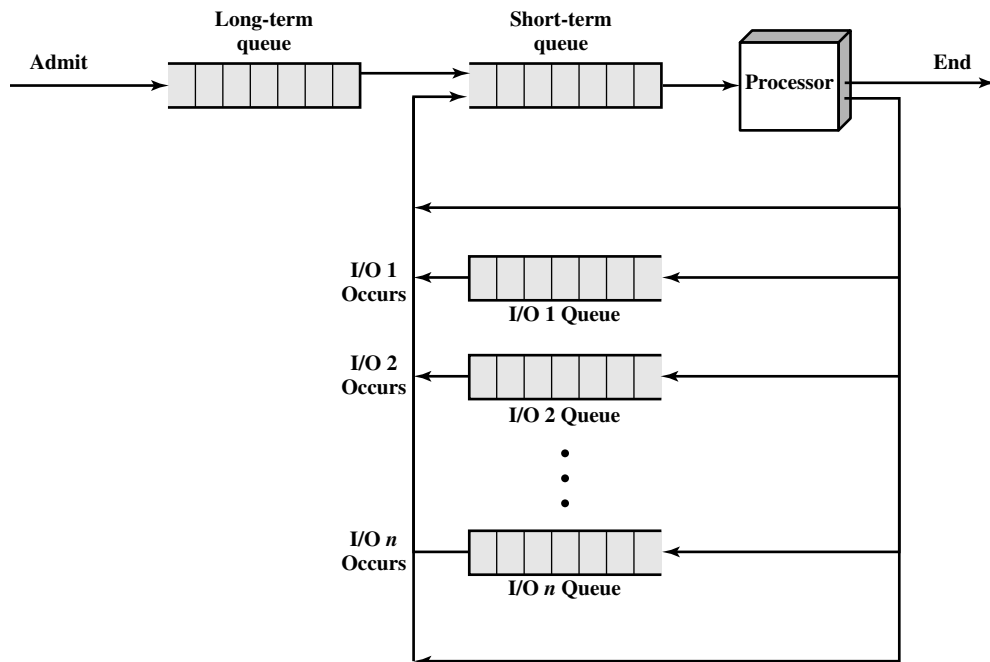 Long-term
queue
Short-term
queue
Admit
Processor
End
I/O 1
Occurs
I/O 1 Queue
I/O 2
Occurs
I/O 2 Queue
I/O n
Occurs
I/O n Queue